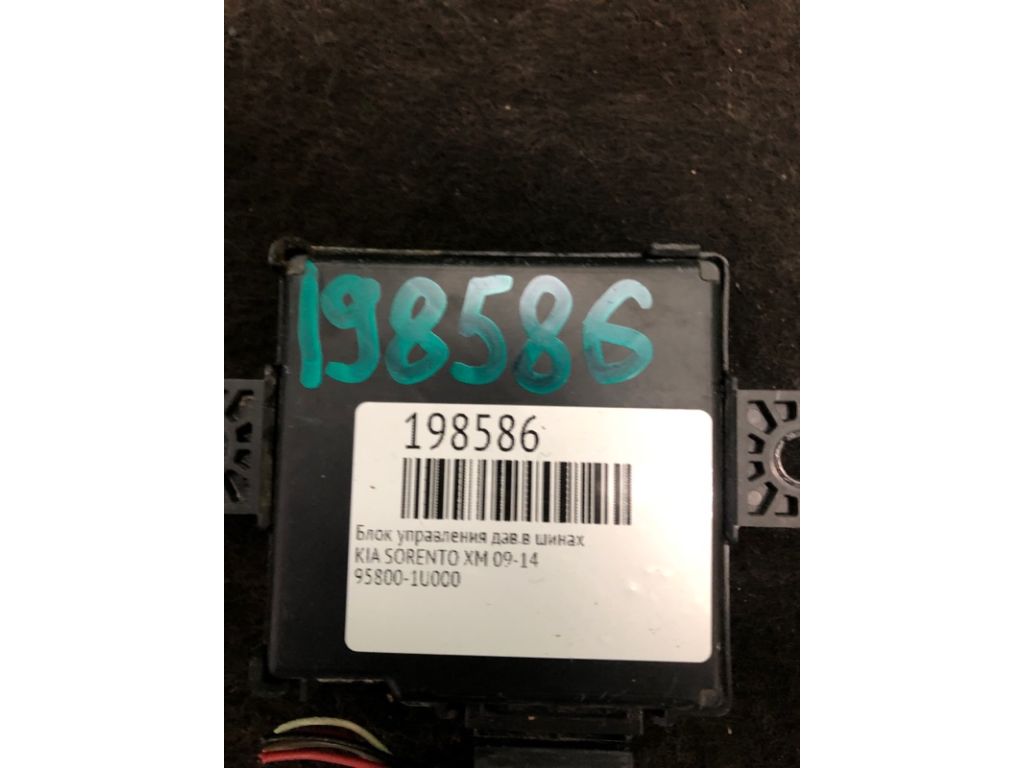 198586
198586
Блок управления дав.в шинах
KIA SORENTO XM 09-14
95800-1U000